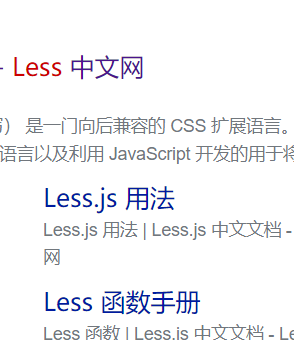 - Less 中文网
） 是一门向后兼容的 CSS 扩展语言。
语言以及利用 JavaScript 开发的用于将
Less.js 用法
Less.js 用法 | Less.js 中文文档 -
网
Less 函数手册
Less 函数 | Less.js 中文文档 - Le